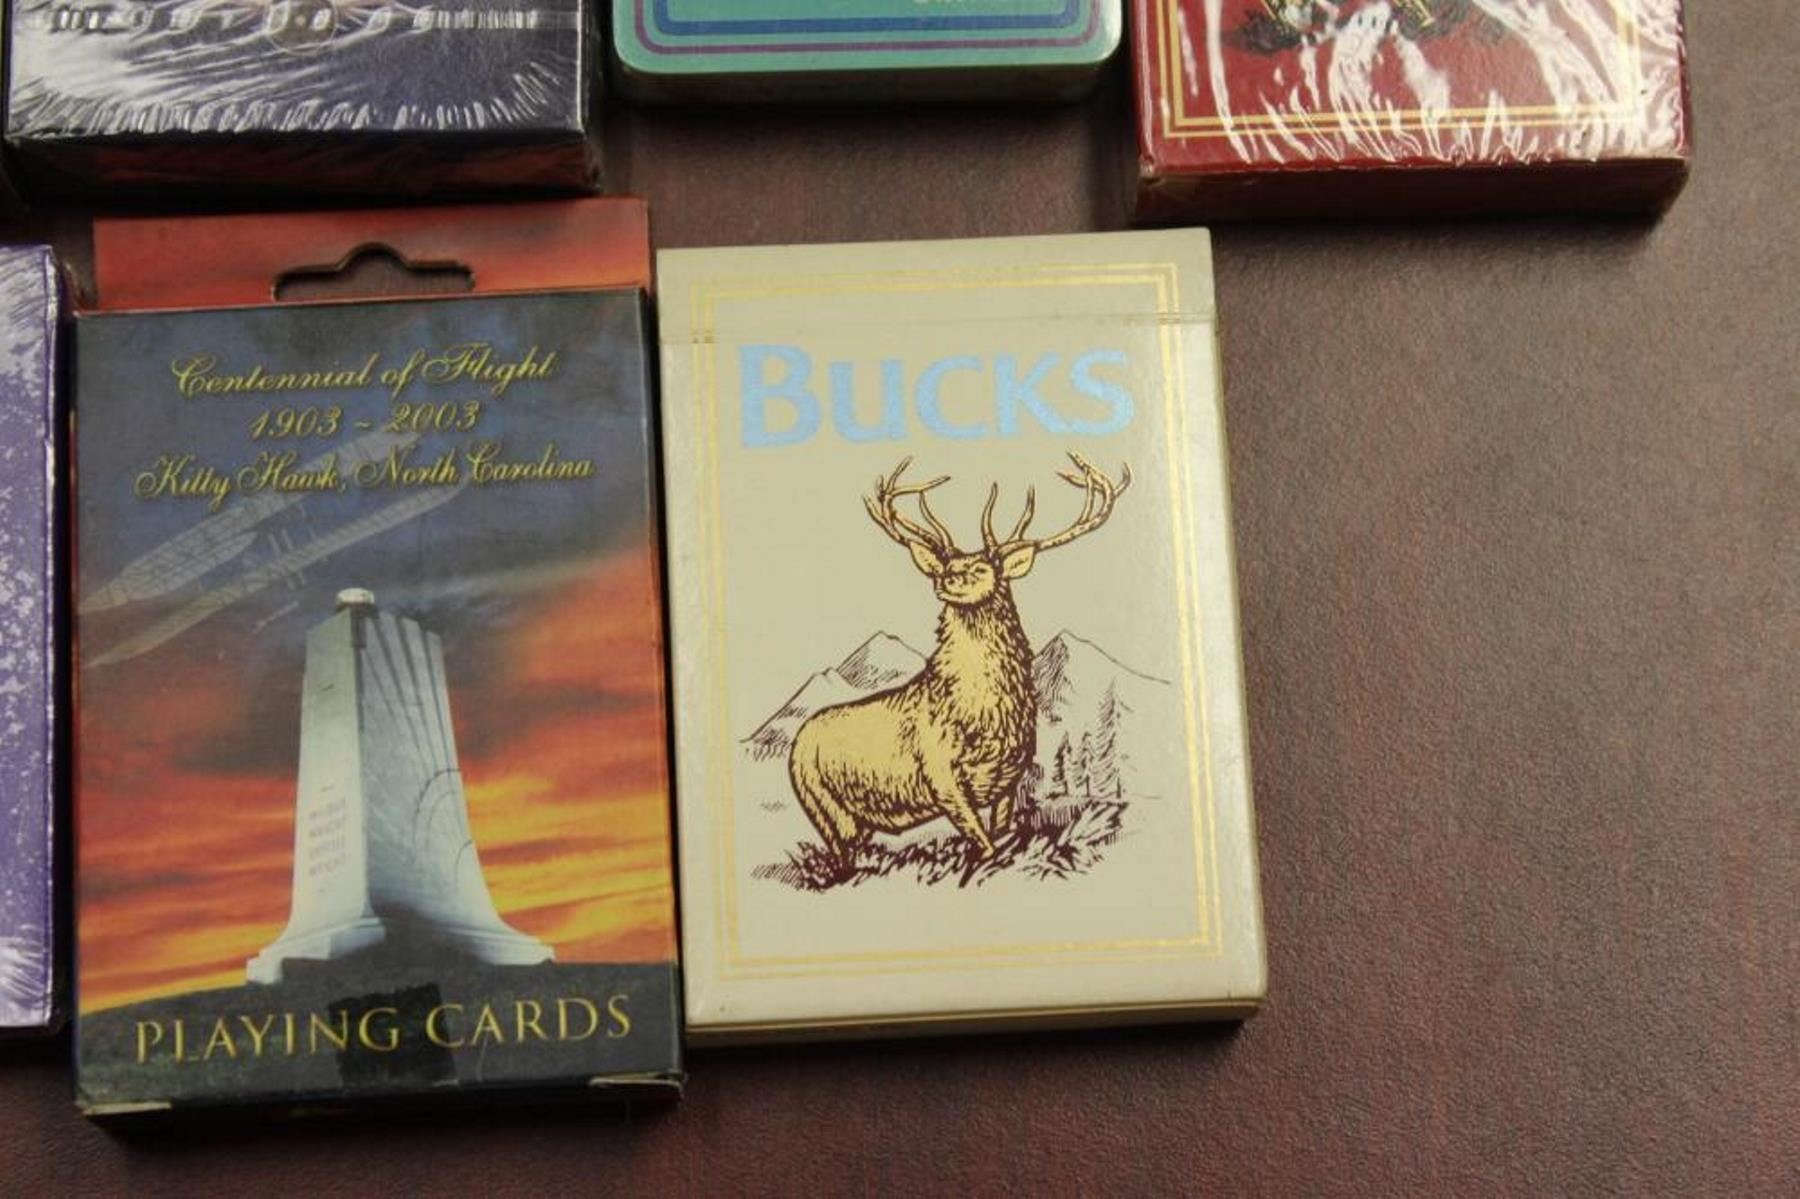 Centennial of Flight
1903 ~ 2003
Kitty Hawk, North Carolina
PLAYING CARDS
BUCKS